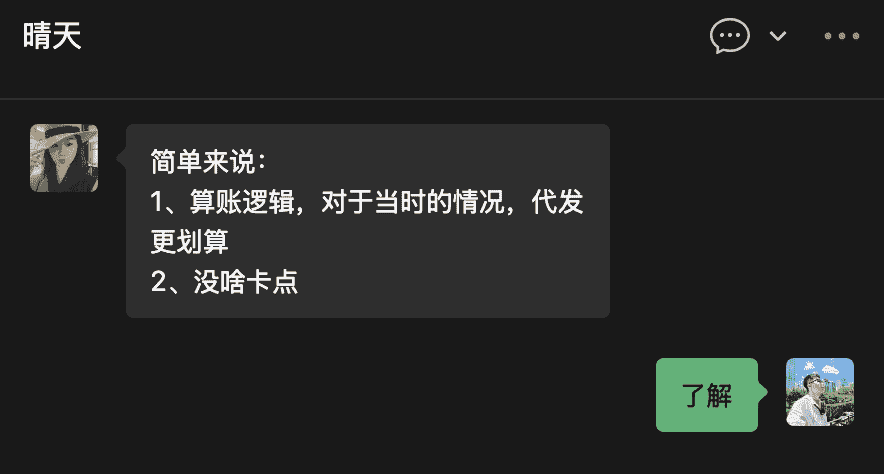 晴天
简单来说：
1、算账逻辑，对于当时的情况，代发
更划算
2、没啥卡点
了解